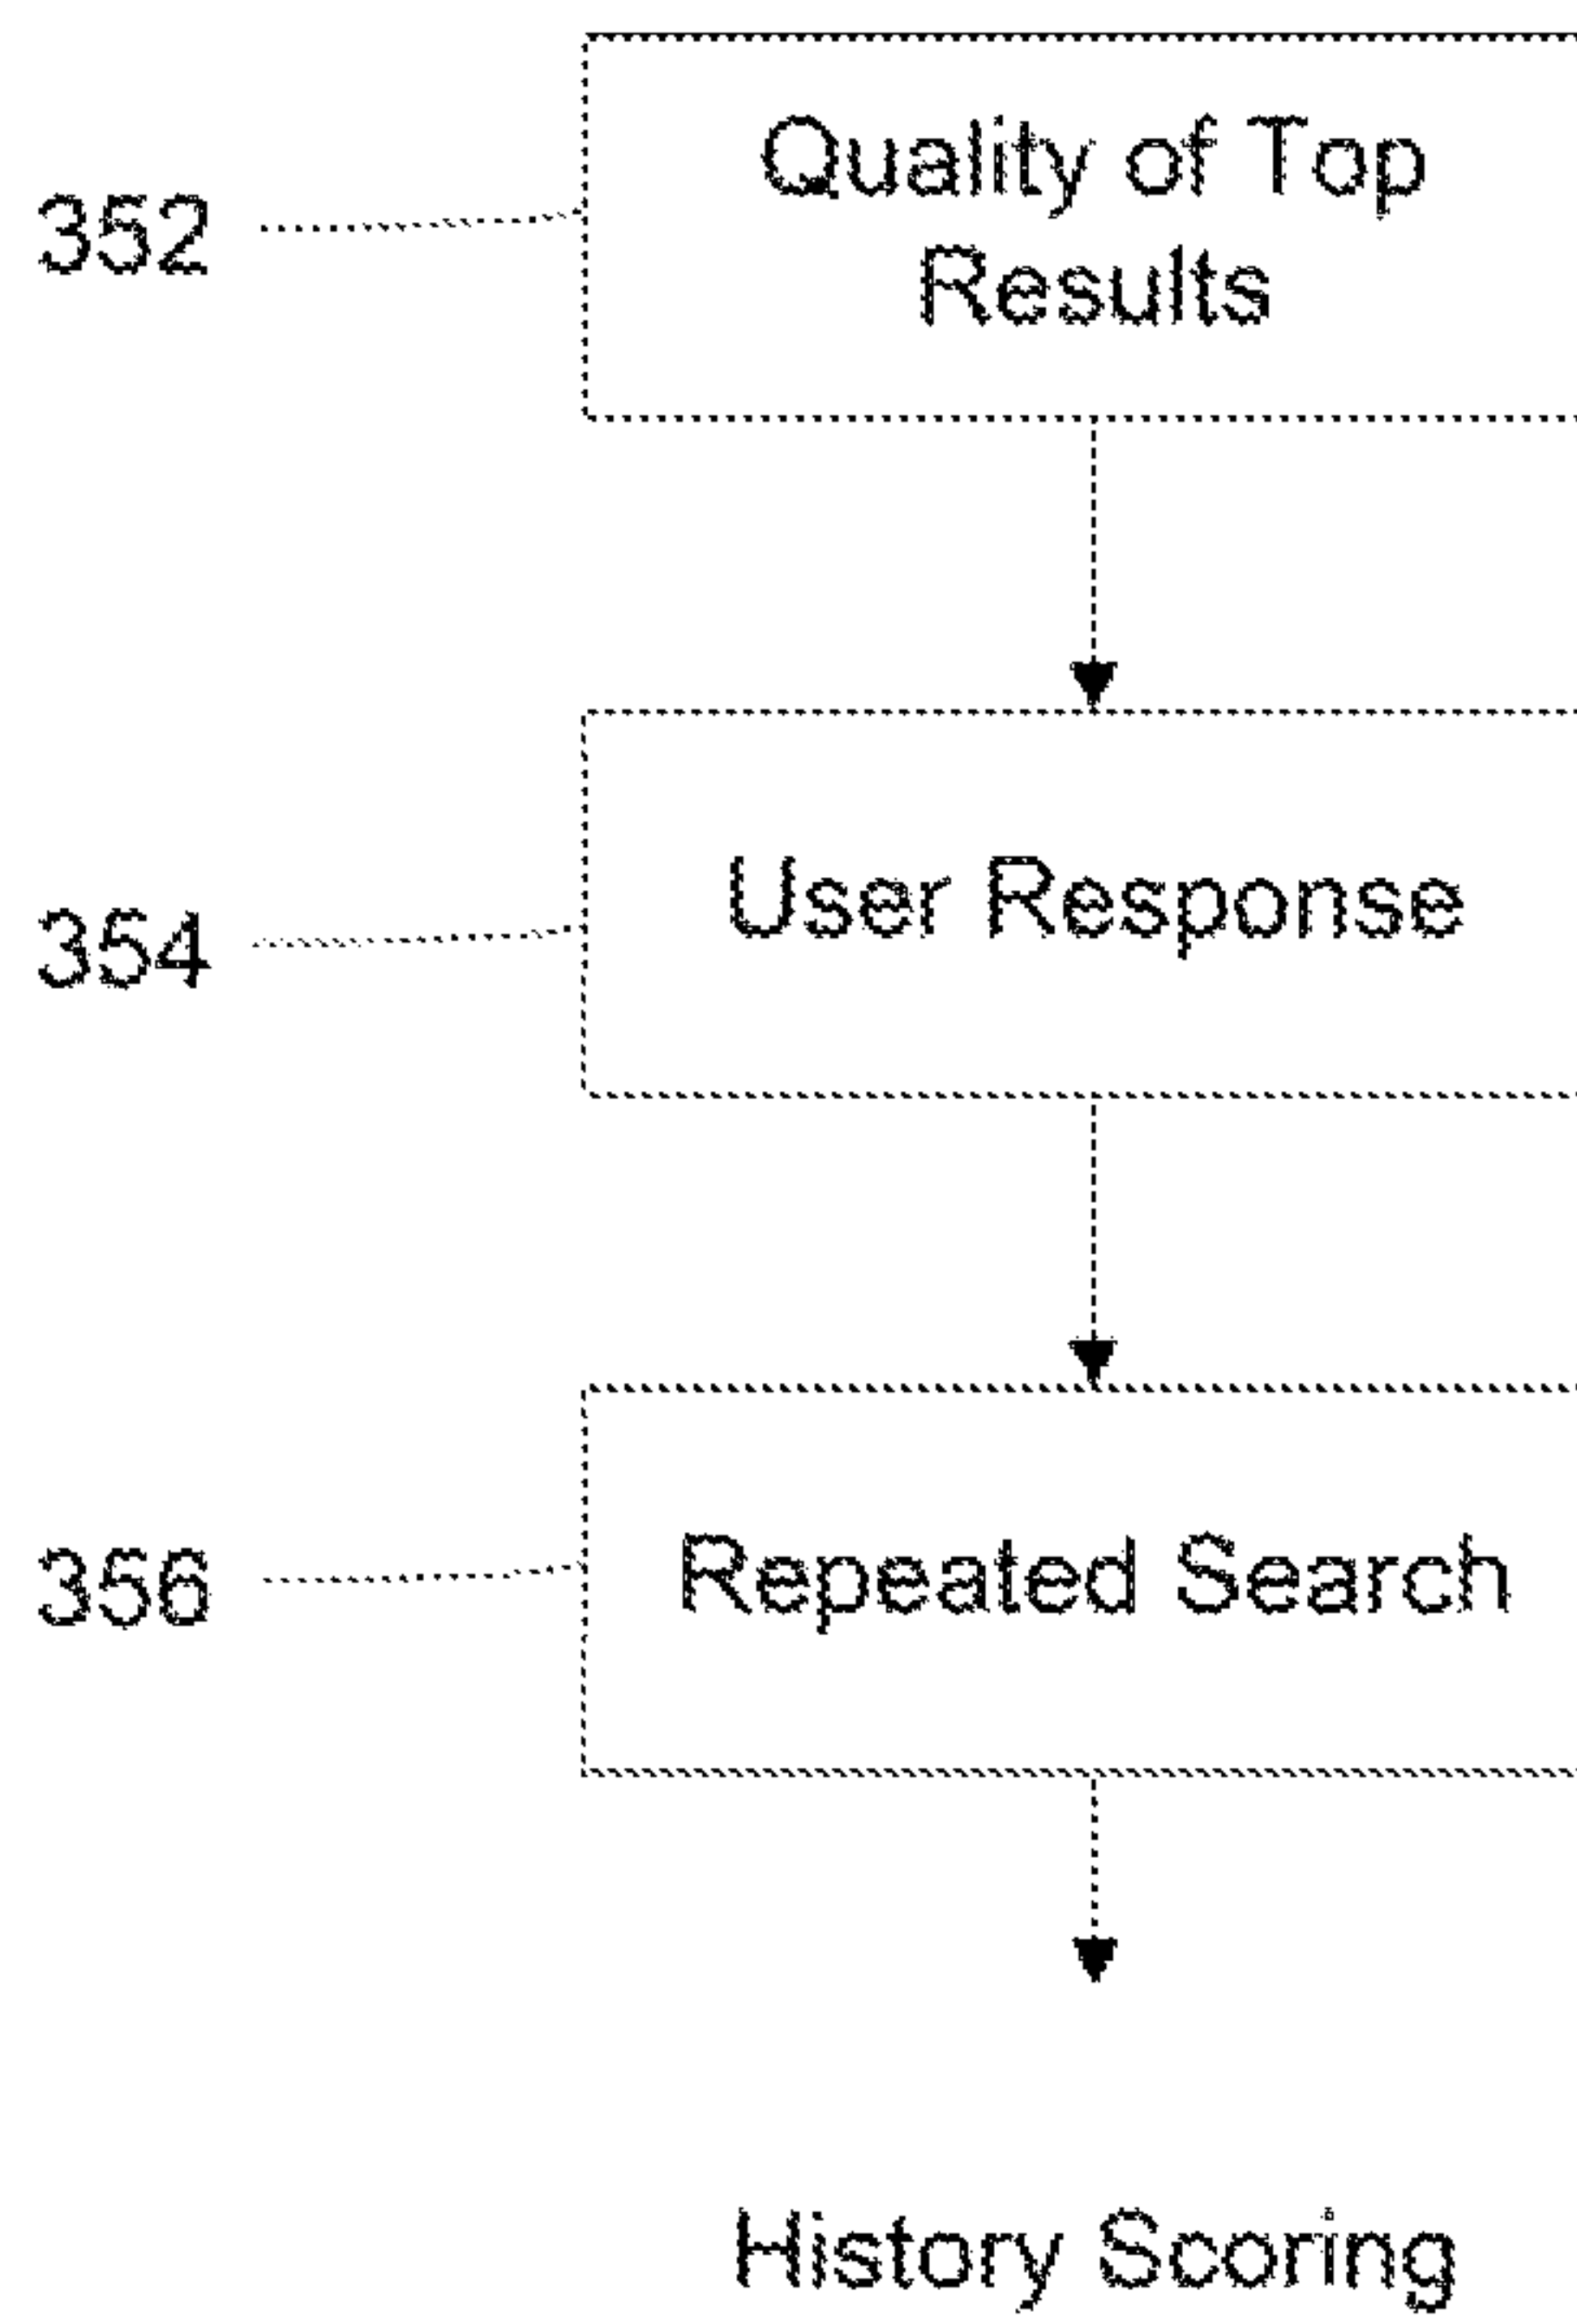 352
Quality of Top
Results
354
User Response
356
Repeated Search
History Scoring